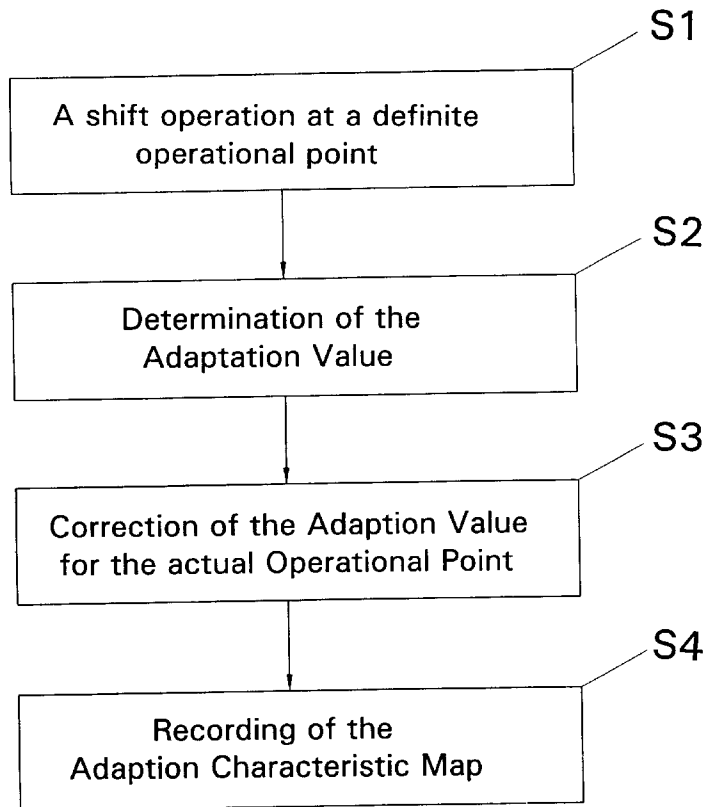 S1
A shift operation at a definite
operational point
S2
Determination of the
Adaptation Value
S3
Correction of the Adaption Value
for the actual Operational Point
S4
Recording of the
Adaption Characteristic Map